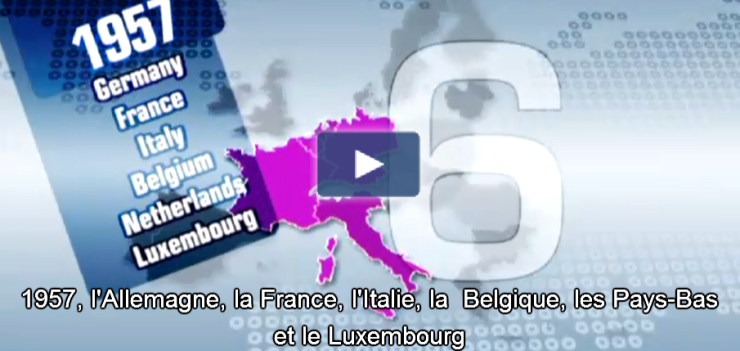 1957
Germany
France
Italy
Belgium
Netherlands
Luxembourg
6
1957, l'Allemagne, la France, l'Italie, la  Belgique, les Pays-Bas
et le Luxembourg